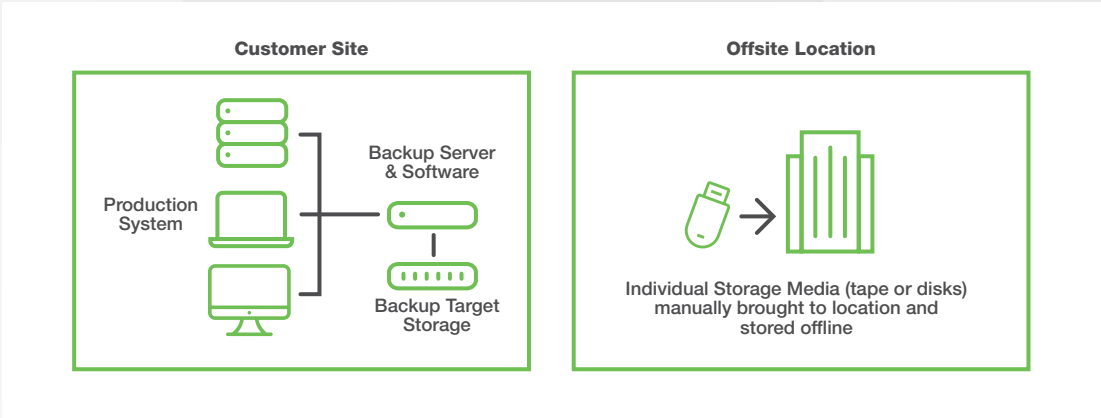 Customer Site
Production
System
Backup Server
& Software
Backup Target
Storage
Offsite Location
Individual Storage Media (tape or disks)
manually brought to location and
stored offline